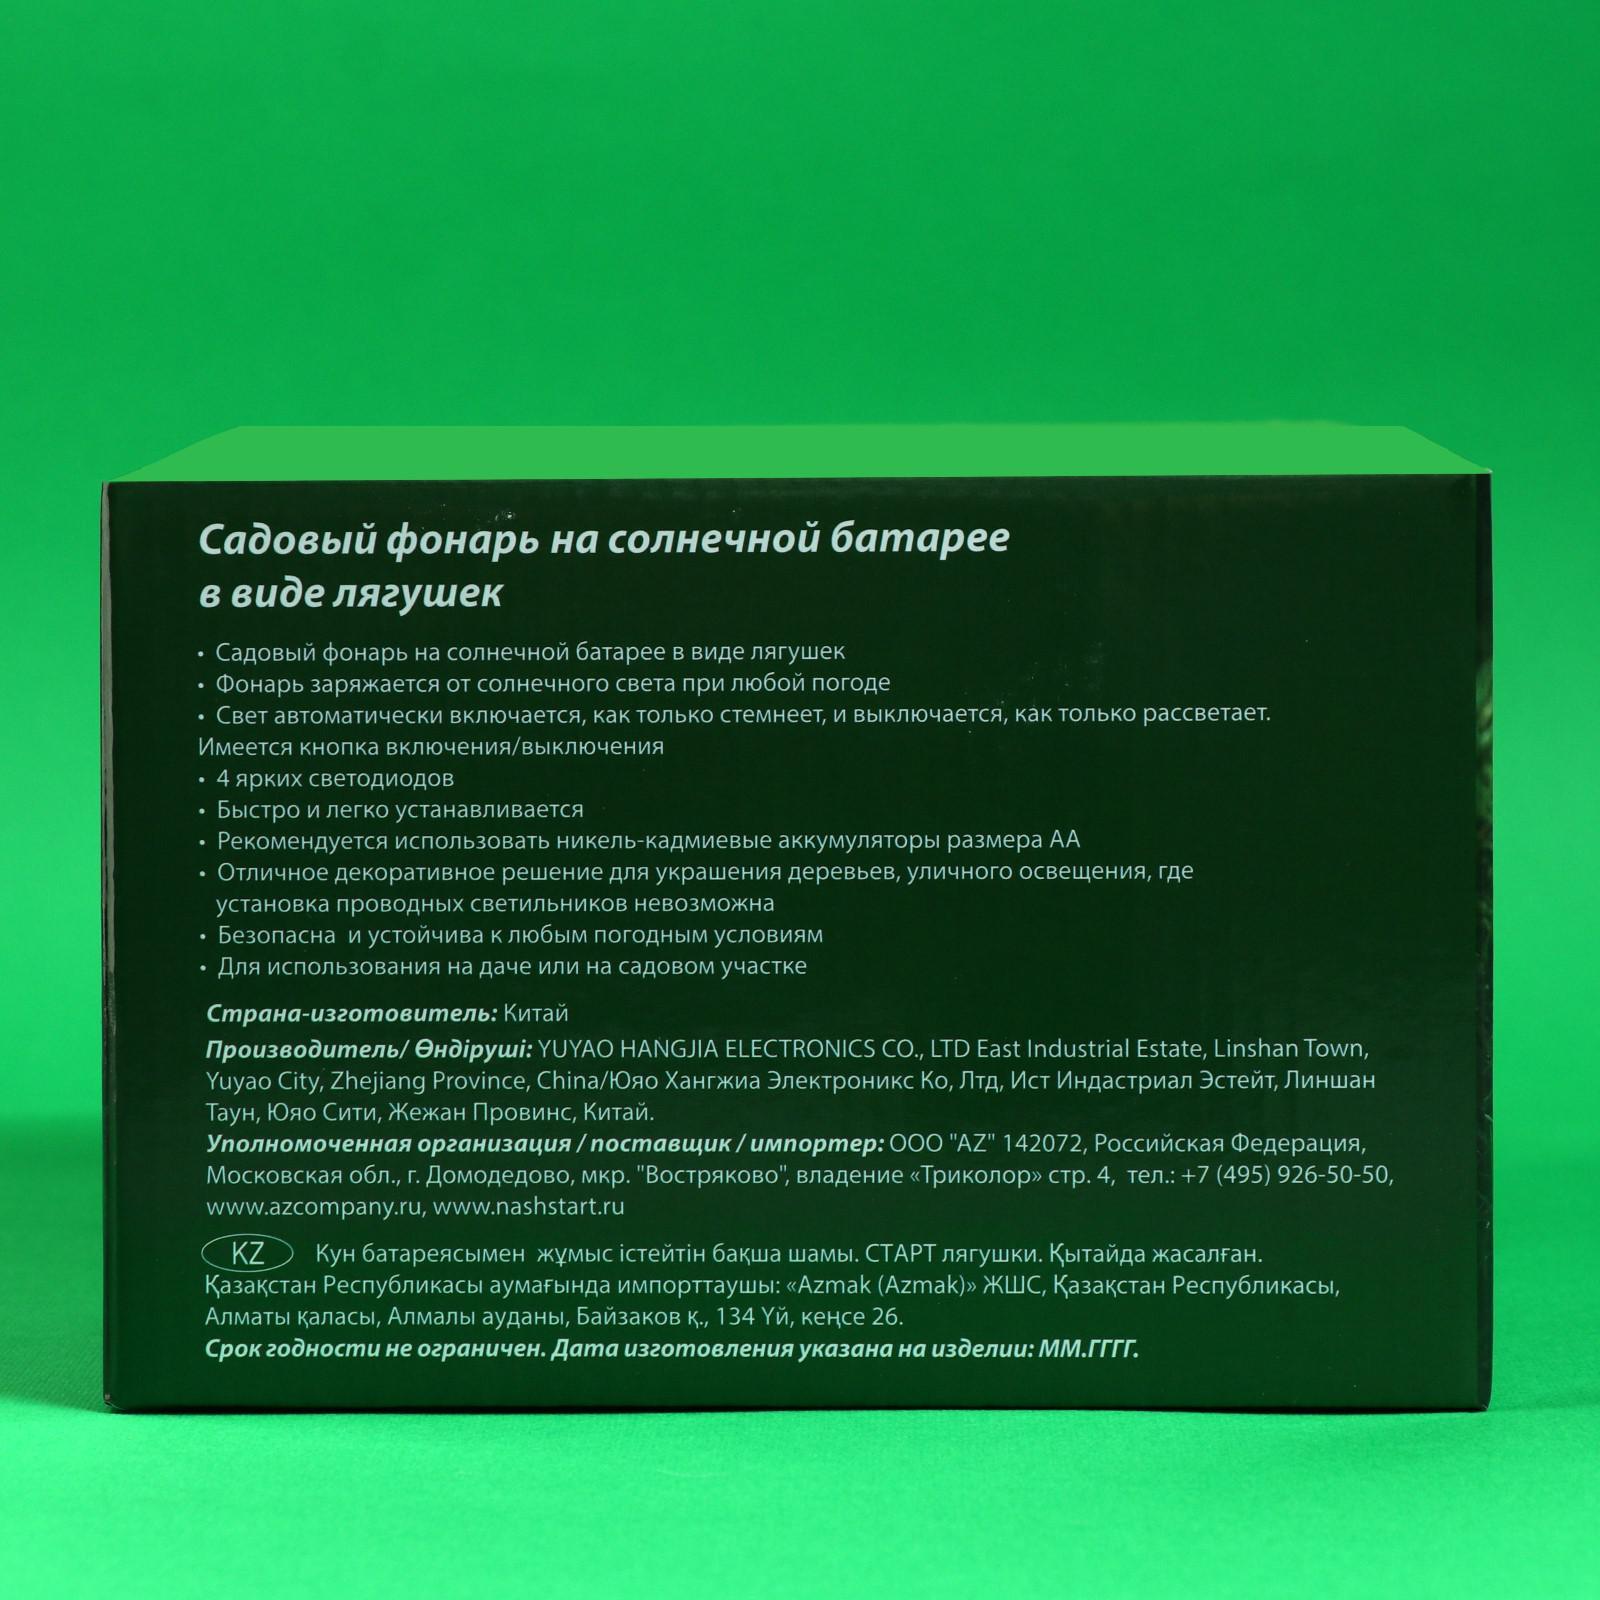 Садовый фонарь на солнечной батарее
в виде лягушек
• Садовый фонарь на солнечной батарее в виде лягушек
• Фонарь заряжается от солнечного света при любой погоде
• Свет автоматически включается, как только стемнеет, и выключается, как только рассветает.
Имеется кнопка включения/выключения
• 4 ярких светодиодов
• Быстро и легко устанавливается
• Рекомендуется использовать никель-кадмиевые аккумуляторы размера АА
• Отличное декоративное решение для украшения деревьев, уличного освещения, где
установка проводных светильников невозможна
• Безопасна и устойчива к любым погодным условиям
• Для использования на даче или на садовом участке
Страна-изготовитель: Китай
Производитель/ Өндіруші: YUYAO HANGJIA ELECTRONICS CO., LTD East Industrial Estate, Linshan Town,
Yuyao City, Zhejiang Province, China/Юяо Хангжиа Электроникс Ко, Лтд, Ист Индастриал Эстейт, Линшан
Таун, Юяо Сити, Жежан Провинс, Китай.
Уполномоченная организация / поставщик / импортер: ООО "AZ" 142072, Российская Федерация,
Московская обл., г. Домодедово, мкр. "Востряково", владение «Триколор» стр. 4, тел.: +7 (495) 926-50-50,
www.azcompany.ru, www.nashstart.ru
KZ Кун батареясымен жұмыс істейтін бақша шамы. СТАРТ лягушки. Қытайда жасалған.
Қазақстан Республикасы аумағында импорттаушы: «Azmak (Azmak)» ЖШС, Қазақстан Республикасы,
Алматы қаласы, Алмалы ауданы, Байзаков қ., 134 Үй, кеңсе 26.
Срок годности не ограничен. Дата изготовления указана на изделии: ММ.ГГГГ.